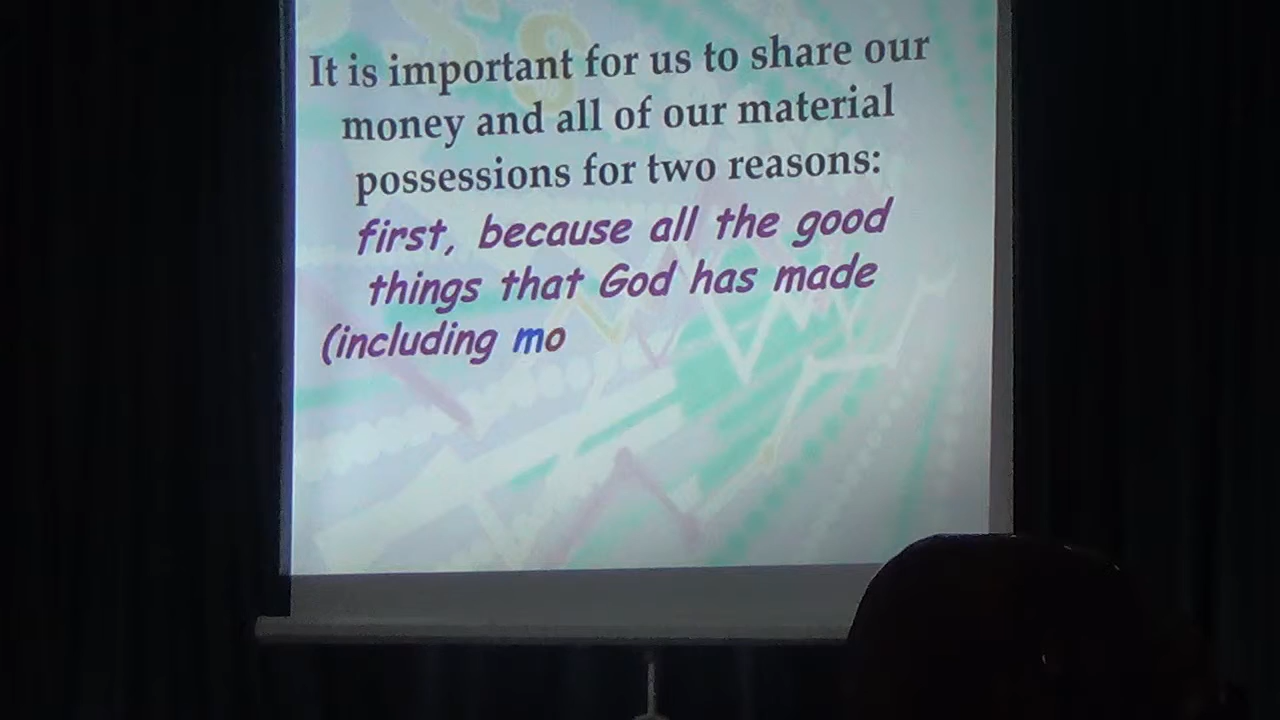 It is important for us to share our
money and all of our material
possessions for two reasons:
first, because all the good
things that God has made
(including mo